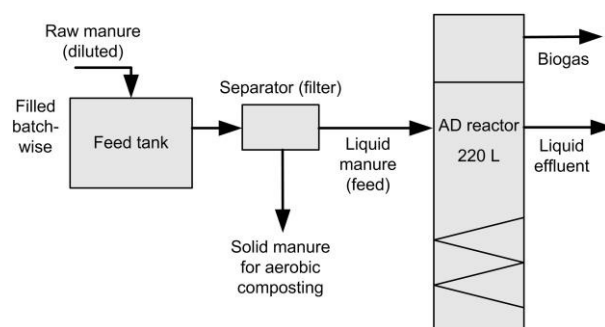 Raw manure
(diluted)
Filled
batch-
wise
Feed tank
Separator (filter)
Liquid
manure
(feed)
Solid manure
for aerobic
composting
AD reactor
220 L
Biogas
Liquid
effluent